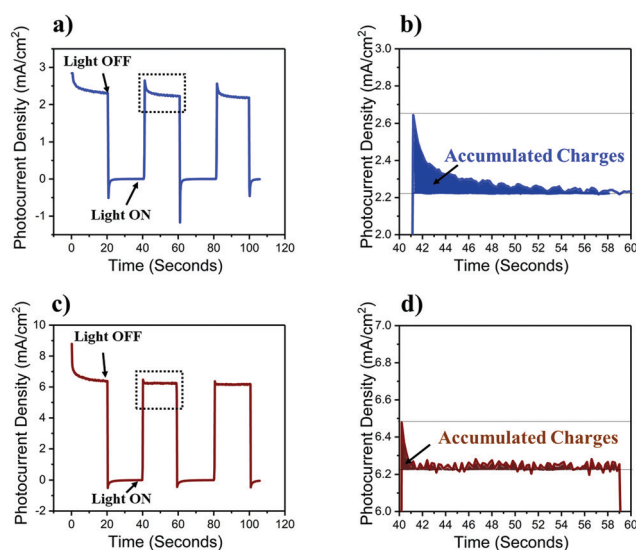 a)
Photocurrent Density (mA/cm²)
3
2
1
0
-1
0 20 40 60 80 100 120
Time (Seconds)
Light OFF
Light ON
b)
Photocurrent Density (mA/cm²)
3.0
2.8
2.6
2.4
2.2
2.0
40 42 44 46 48 50 52 54 56 58 60
Time (Seconds)
Accumulated Charges
c)
Photocurrent Density (mA/cm²)
10
8
6
4
2
0
-2
0 20 40 60 80 100 120
Time (Seconds)
Light OFF
Light ON
d)
Photocurrent Density (mA/cm²)
7.0
6.8
6.6
6.4
6.2
6.0
40 42 44 46 48 50 52 54 56 58 60
Time (Seconds)
Accumulated Charges